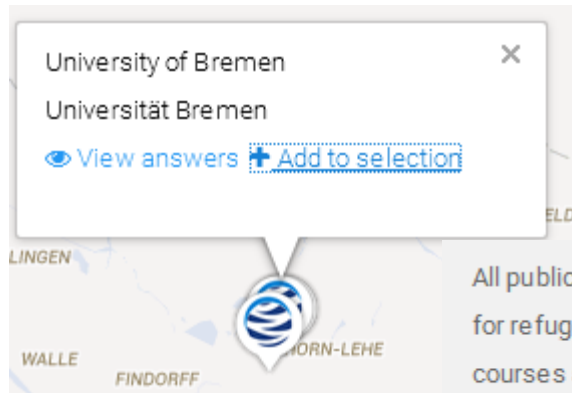 University of Bremen
Universität Bremen
View answers Add to selection
ELD
LINGEN
All public
for refug
HORN-LEHE
WALLE
courses
FINDORFF